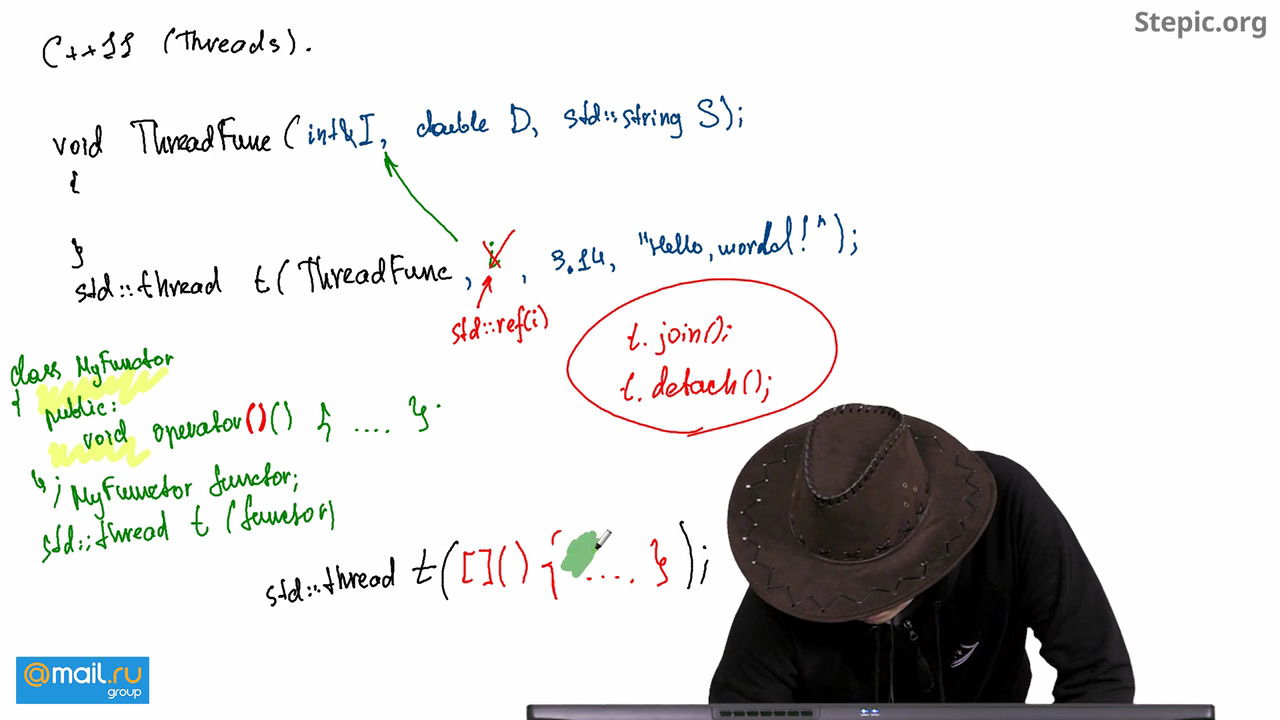 Stepic.org
C++11 (Threads).
void ThreadFunc (int& I, double D, std::string S);
{
}
std::thread t( ThreadFunc, i, 3.14, "Hello, world!");
std::ref(i)
t. join();
t. detach();
class MyFunctor
{ public:
void operator()() { .... }
}; MyFunctor functor;
std::thread t (functor)
std::thread t([]() { .... });
@mail.ru
group